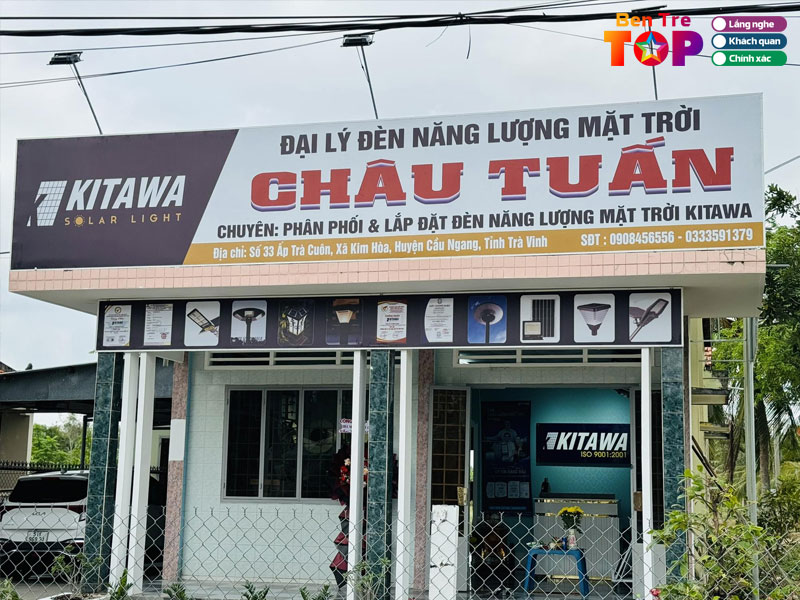 Ben Tre
TOP
Lắng nghe
Khách quan
Chính xác
KITAWA
SOLAR LIGHT
ĐẠI LÝ ĐÈN NĂNG LƯỢNG MẶT TRỜI
CHÂU TUẤN
CHUYÊN: PHÂN PHỐI & LẮP ĐẶT ĐÈN NĂNG LƯỢNG MẶT TRỜI KITAWA
Địa chỉ: Số 33 Ấp Trà Cuôn, Xã Kim Hòa, Huyện Cầu Ngang, Tỉnh Trà Vinh
SĐT : 0908456556 - 0333591379
KITAWA
ISO 9001:2001